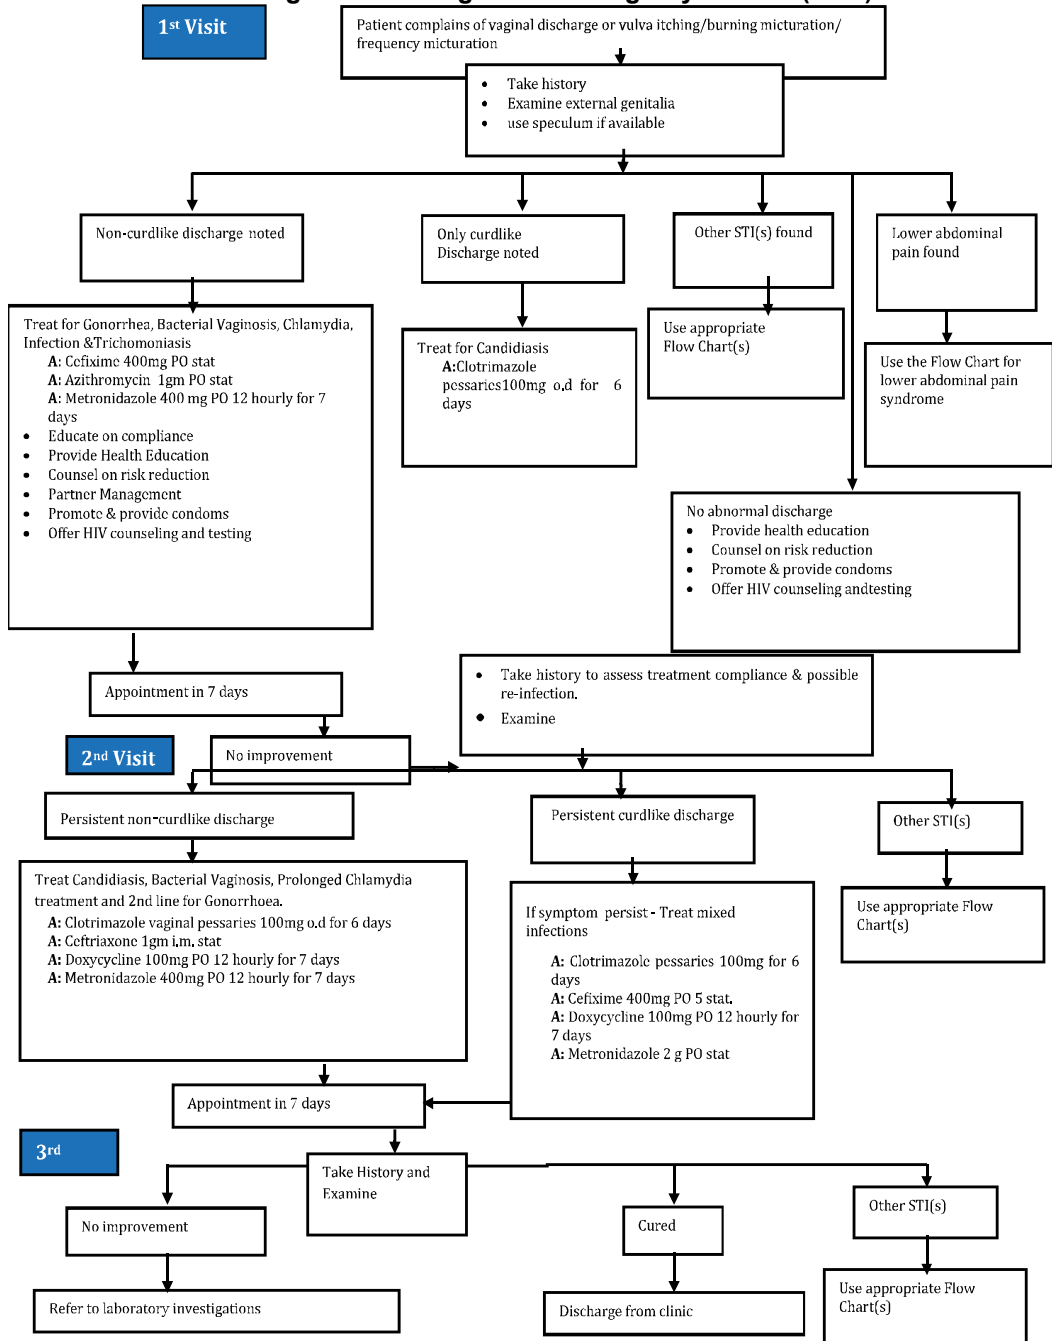 1st Visit
Patient complains of vaginal discharge or vulva itching/burning micturation/
frequency micturation
• Take history
• Examine external genitalia
• use speculum if available
Non-curdlike discharge noted
Only curdlike
Discharge noted
Other STI(s) found
Lower abdominal
pain found
Treat for Gonorrhea, Bacterial Vaginosis, Chlamydia,
Infection &Trichomoniasis
A: Cefixime 400mg PO stat
A: Azithromycin 1gm PO stat
A: Metronidazole 400 mg PO 12 hourly for 7
days
• Educate on compliance
• Provide Health Education
• Counsel on risk reduction
• Partner Management
• Promote & provide condoms
• Offer HIV counseling and testing
Treat for Candidiasis
A:Clotrimazole
pessaries100mg o.d for 6
days
Use appropriate
Flow Chart(s)
Use the Flow Chart for
lower abdominal pain
syndrome
No abnormal discharge
• Provide health education
• Counsel on risk reduction
• Promote & provide condoms
• Offer HIV counseling andtesting
Appointment in 7 days
• Take history to assess treatment compliance & possible
re-infection.
• Examine
2nd Visit
No improvement
Persistent non-curdlike discharge
Persistent curdlike discharge
Other STI(s)
Treat Candidiasis, Bacterial Vaginosis, Prolonged Chlamydia
treatment and 2nd line for Gonorrhoea.
A: Clotrimazole vaginal pessaries 100mg o.d for 6 days
A: Ceftriaxone 1gm i.m. stat
A: Doxycycline 100mg PO 12 hourly for 7 days
A: Metronidazole 400mg PO 12 hourly for 7 days
If symptom persist - Treat mixed
infections
A: Clotrimazole pessaries 100mg for 6
days
A: Cefixime 400mg PO 5 stat.
A: Doxycycline 100mg PO 12 hourly for
7 days
A: Metronidazole 2 g PO stat
Use appropriate Flow
Chart(s)
Appointment in 7 days
3rd
Take History and
Examine
No improvement
Cured
Other STI(s)
Refer to laboratory investigations
Discharge from clinic
Use appropriate Flow
Chart(s)